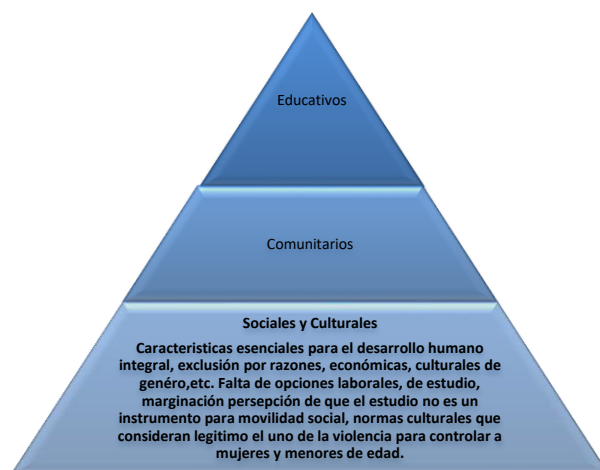 Educativos
Comunitarios
Sociales y Culturales
Caracteristicas esenciales para el desarrollo humano
integral, exclusión por razones, económicas, culturales de
genéro,etc. Falta de opciones laborales, de estudio,
marginación persepción de que el estudio no es un
instrumento para movilidad social, normas culturales que
consideran legitimo el uno de la violencia para controlar a
mujeres y menores de edad.